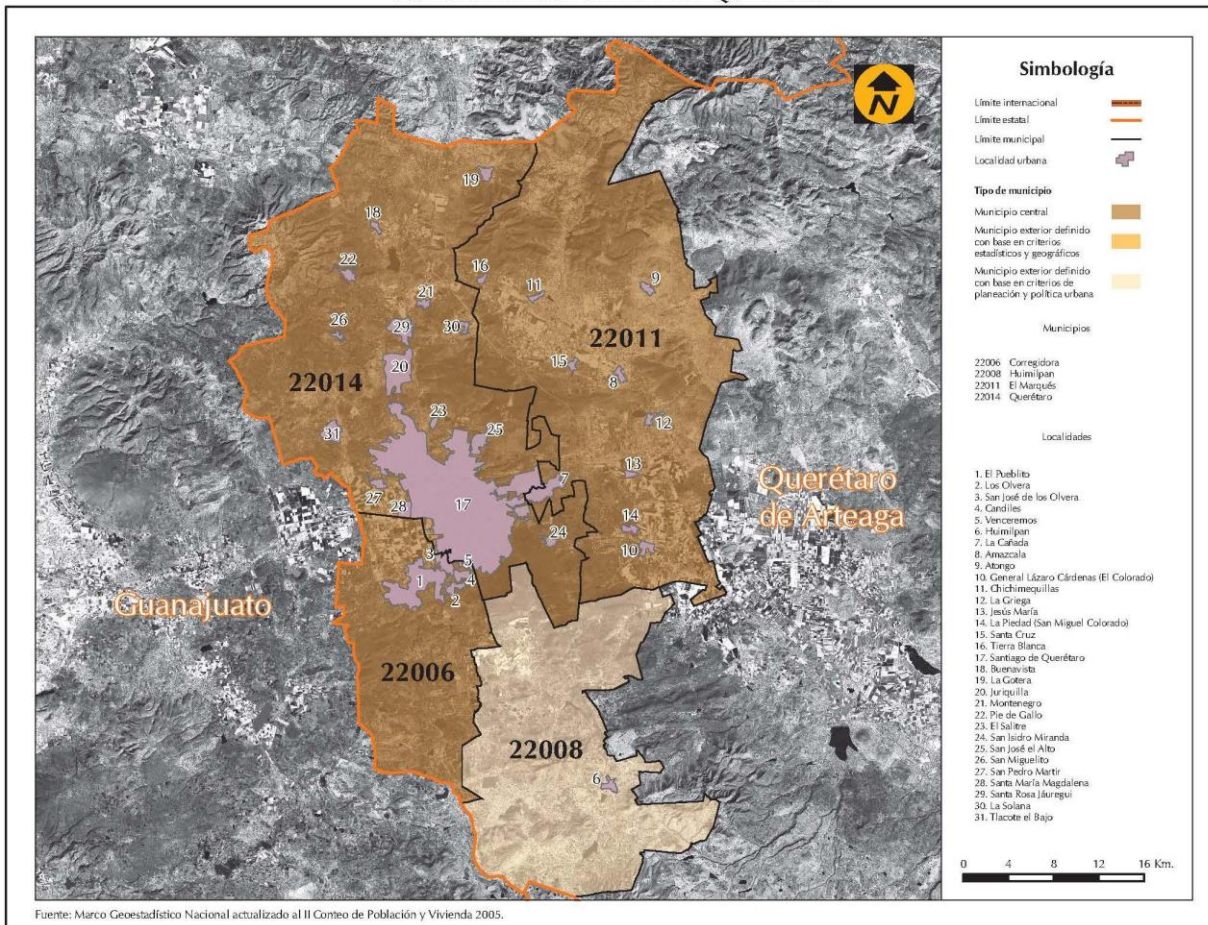 N
19
18
22
16
11
9
21
26
29
30
22011
15
20
8
22014
23
12
25
31
13
7
Querétaro
de Arteaga
27
28
17
14
24
10
3
5
1
4
2
Guanajuato
22006
22008
6
Simbología
Límite internacional
Límite estatal
Límite municipal
Localidad urbana
Tipo de municipio
Municipio central
Municipio exterior definido
con base en criterios
estadísticos y geográficos
Municipio exterior definido
con base en criterios de
planeación y política urbana
Municipios
22006 Corregidora
22008 Huimilpan
22011 El Marqués
22014 Querétaro
Localidades
1. El Pueblito
2. Los Olvera
3. San José de los Olvera
4. Candiles
5. Venceremos
6. Huimilpan
7. La Cañada
8. Amazcala
9. Atongo
10. General Lázaro Cárdenas (El Colorado)
11. Chichimequillas
12. La Griega
13. Jesús María
14. La Piedad (San Miguel Colorado)
15. Santa Cruz
16. Tierra Blanca
17. Santiago de Querétaro
18. Buenavista
19. La Gotera
20. Juriquilla
21. Montenegro
22. Pie de Gallo
23. El Salitre
24. San Isidro Miranda
25. San José el Alto
26. San Miguelito
27. San Pedro Martir
28. Santa María Magdalena
29. Santa Rosa Jáuregui
30. La Solana
31. Tlacote el Bajo
0 4 8 12 16 Km.
Fuente: Marco Geoestadístico Nacional actualizado al II Conteo de Población y Vivienda 2005.